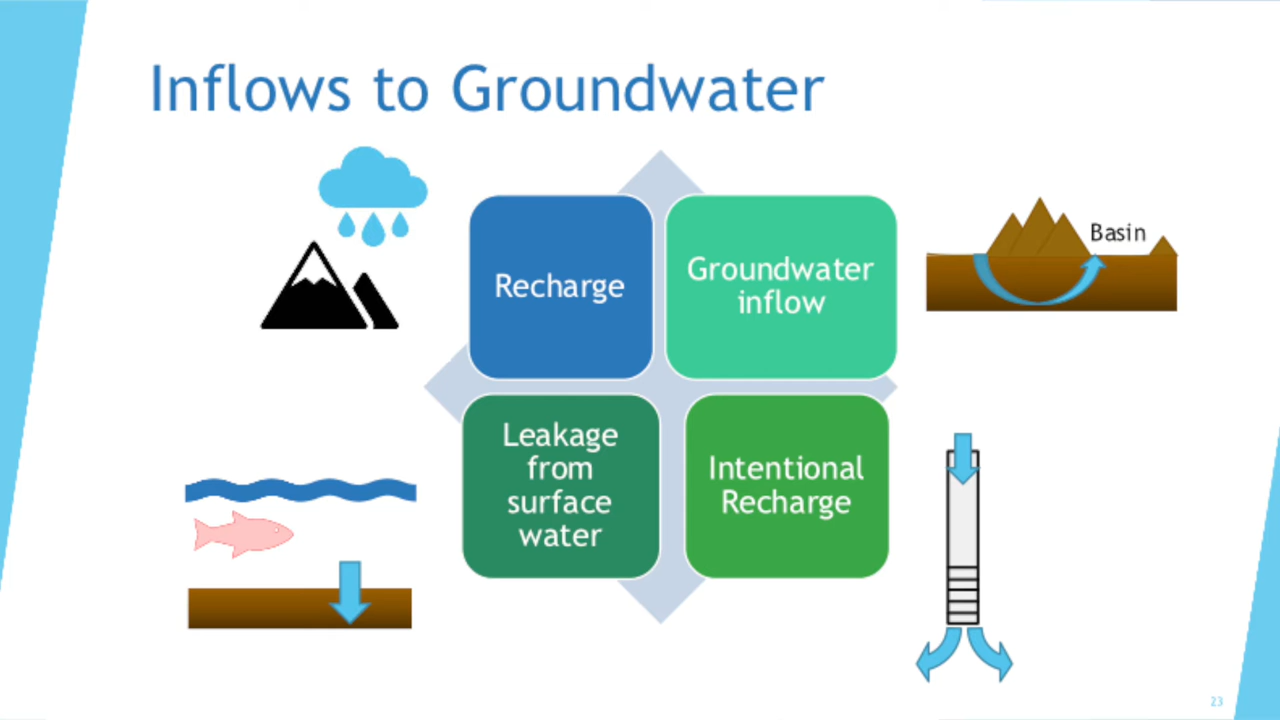 Inflows to Groundwater
Recharge
Groundwater
inflow
Basin
Leakage
from
surface
water
Intentional
Recharge
23